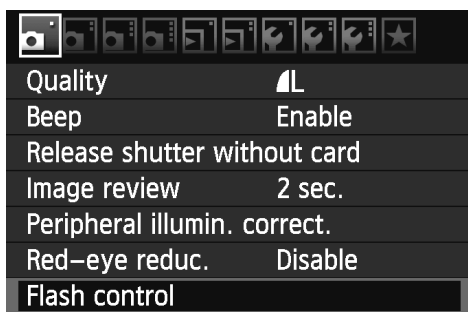 Quality L
Beep Enable
Release shutter without card
Image review 2 sec.
Peripheral illumin. correct.
Red-eye reduc. Disable
Flash control